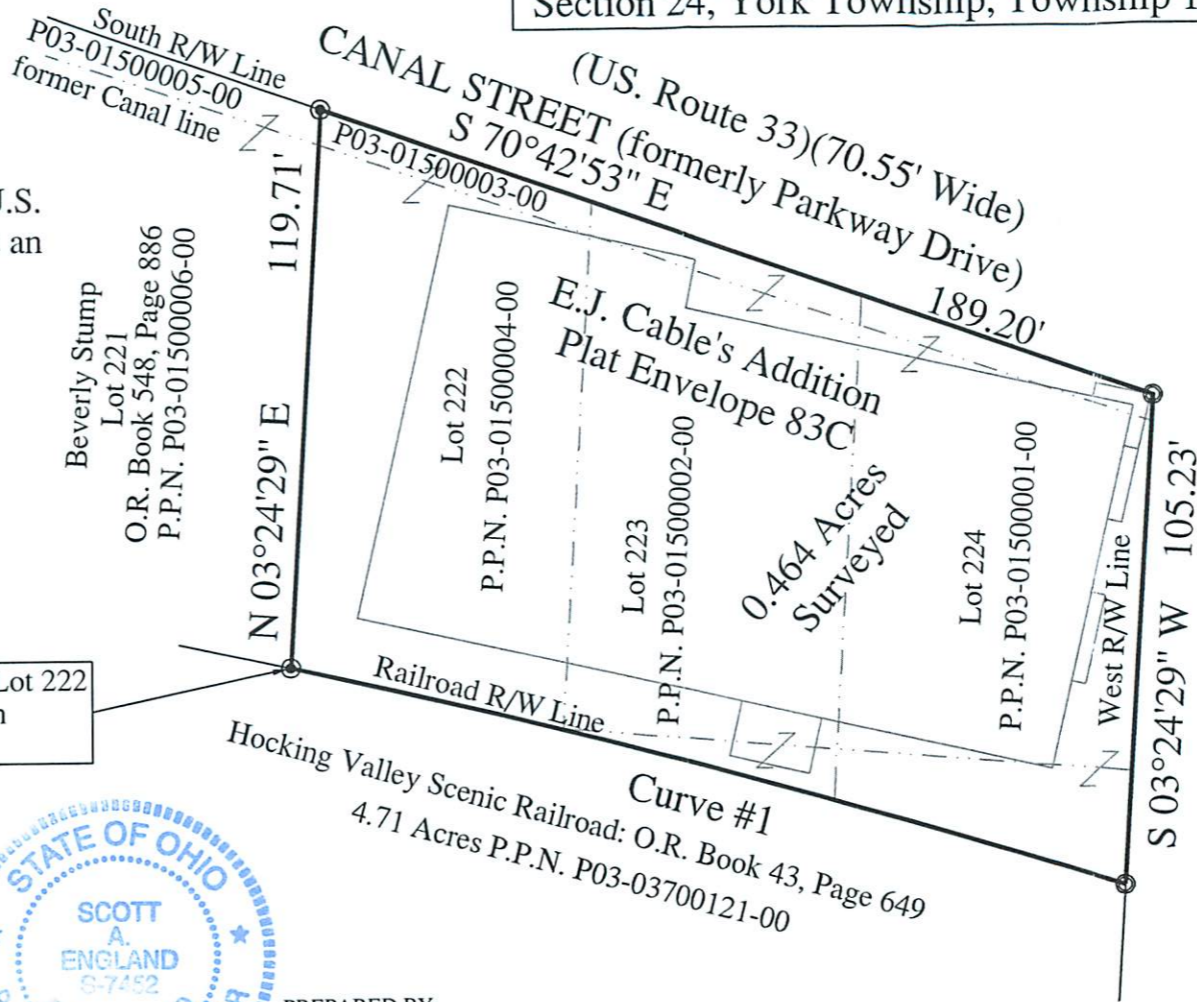 Section 24, York Township, Township
South R/W Line
P03-01500005-00
former Canal line
CANAL STREET (formerly Parkway Drive)
(US. Route 33)(70.55' Wide)
S 70°42'53" E
189.20'
P03-01500003-00
119.71'
N 03°24'29" E
U.S.
an
Beverly Stump
Lot 221
O.R. Book 548, Page 886
P.P.N. P03-01500006-00
E.J. Cable's Addition
Plat Envelope 83C
Lot 222
P.P.N. P03-01500004-00
Lot 223
P.P.N. P03-01500002-00
0.464 Acres
Surveyed
Lot 224
P.P.N. P03-01500001-00
West R/W Line
S 03°24'29" W 105.23'
Lot 222
Railroad R/W Line
Curve #1
Hocking Valley Scenic Railroad: O.R. Book 43, Page 649
4.71 Acres P.P.N. P03-03700121-00
STATE OF OHIO
SCOTT
A.
ENGLAND
S-7452
PREPARED BY